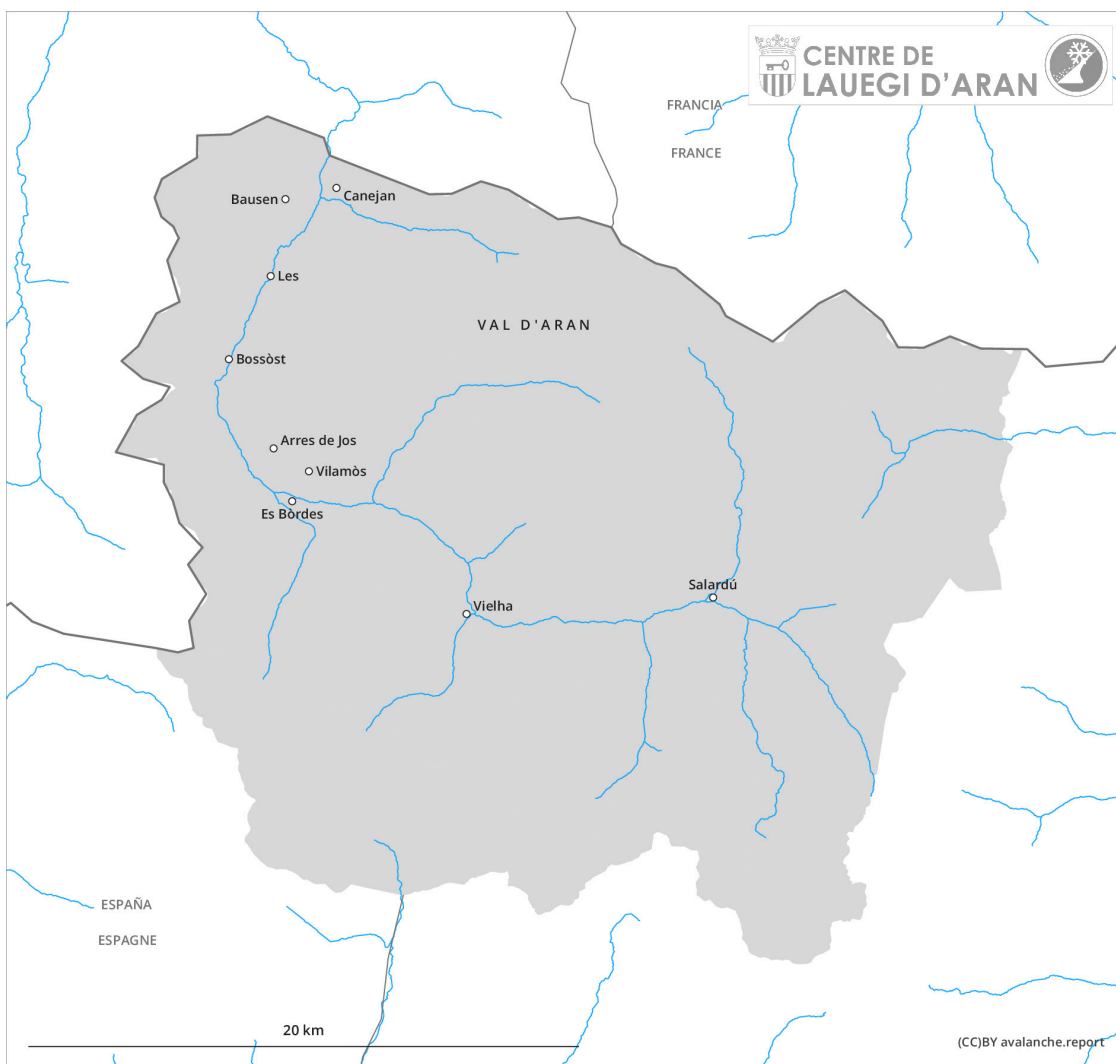 CENTRE DE
LAUEGI D'ARAN
FRANCIA
FRANCE
Bausen
Canejan
Les
VAL D'ARAN
Bossòst
Arres de Jos
Vilamòs
Es Bòrdes
Salardú
Vielha
ESPAÑA
ESPAGNE
20 km
(CC)BY avalanche.report